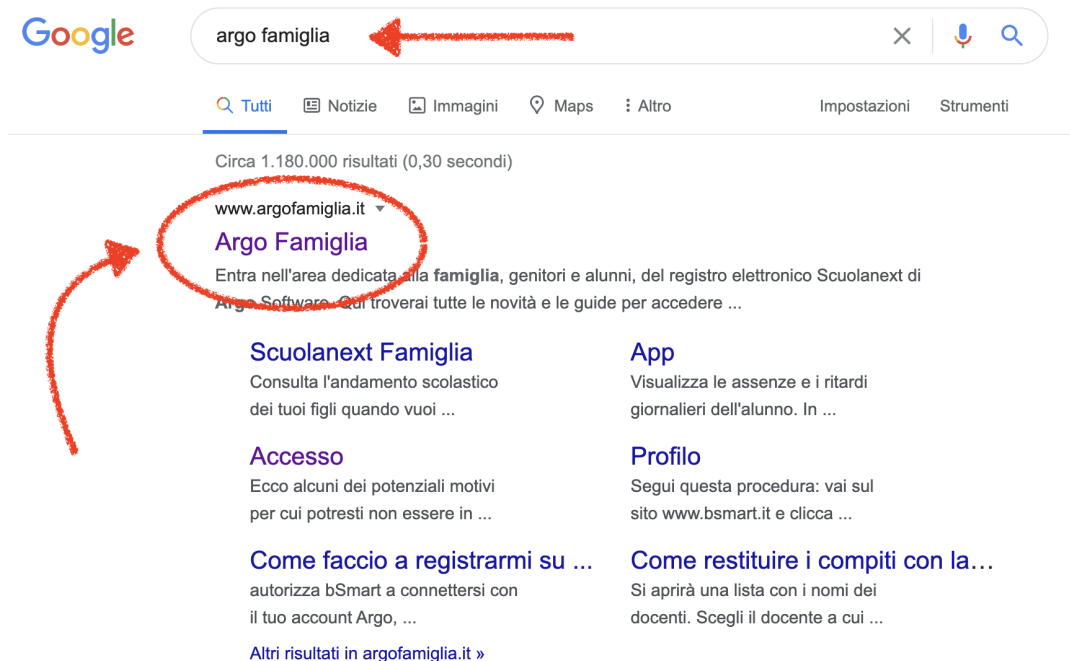 Google
argo famiglia
Tutti Notizie Immagini Maps Altro Impostazioni Strumenti
Circa 1.180.000 risultati (0,30 secondi)
www.argofamiglia.it
Argo Famiglia
Entra nell'area dedicata alla famiglia, genitori e alunni, del registro elettronico Scuolanext di
Argo Software. Qui troverai tutte le novità e le guide per accedere ...
Scuolanext Famiglia
Consulta l'andamento scolastico
dei tuoi figli quando vuoi ...
App
Visualizza le assenze e i ritardi
giornalieri dell'alunno. In ...
Accesso
Ecco alcuni dei potenziali motivi
per cui potresti non essere in ...
Profilo
Segui questa procedura: vai sul
sito www.bsmart.it e clicca ...
Come faccio a registrarmi su ...
autorizza bSmart a connettersi con
il tuo account Argo, ...
Come restituire i compiti con la...
Si aprirà una lista con i nomi dei
docenti. Scegli il docente a cui ...
Altri risultati in argofamiglia.it »